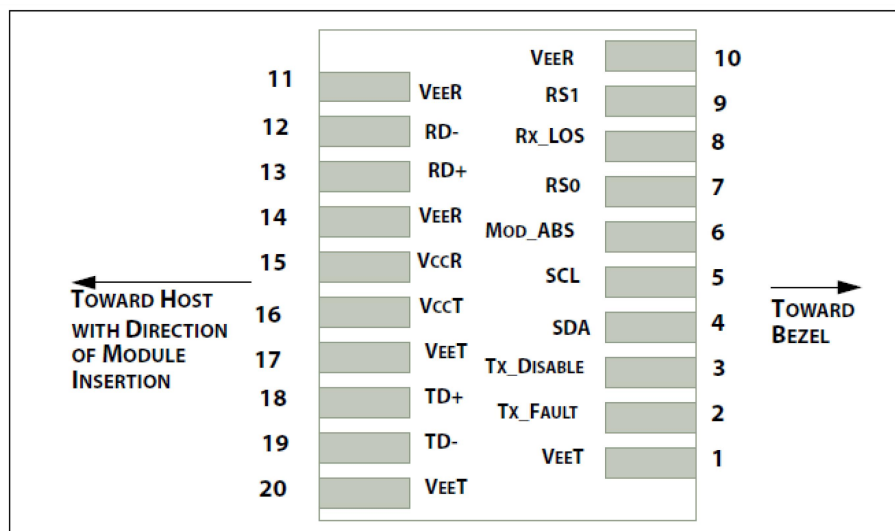 11 VEER
12 RD-
13 RD+
14 VEER
15 VCCR
16 VCCT
17 VEET
18 TD+
19 TD-
20 VEET
VEER 10
RS1 9
RX_LOS 8
RS0 7
MOD_ABS 6
SCL 5
SDA 4
TX_DISABLE 3
TX_FAULT 2
VEET 1
TOWARD HOST
WITH DIRECTION
OF MODULE
INSERTION
TOWARD
BEZEL